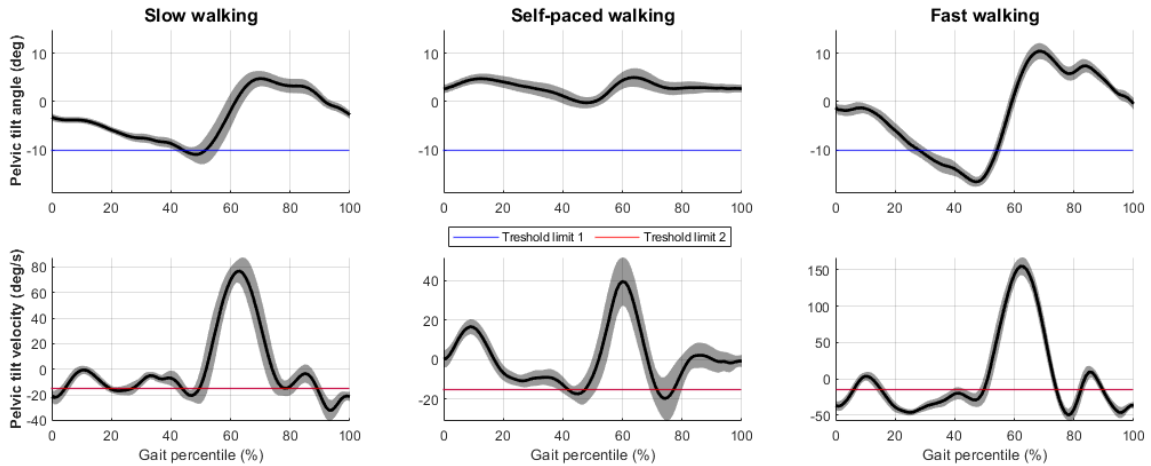 Slow walking
Self-paced walking
Fast walking
Pelvic tilt angle (deg)
10
0
-10
0 20 40 60 80 100
10
0
-10
0 20 40 60 80 100
10
0
-10
0 20 40 60 80 100
Treshold limit 1 Treshold limit 2
Pelvic tilt velocity (deg/s)
80
60
40
20
0
-20
-40
0 20 40 60 80 100
Gait percentile (%)
40
20
0
-20
0 20 40 60 80 100
Gait percentile (%)
150
100
50
0
-50
0 20 40 60 80 100
Gait percentile (%)